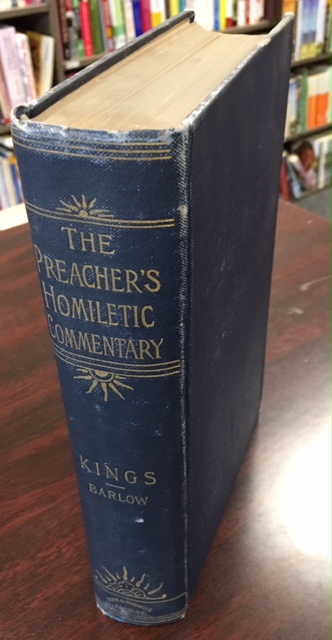 THE
PREACHER'S
HOMILETIC
COMMENTARY
KINGS
BARLOW